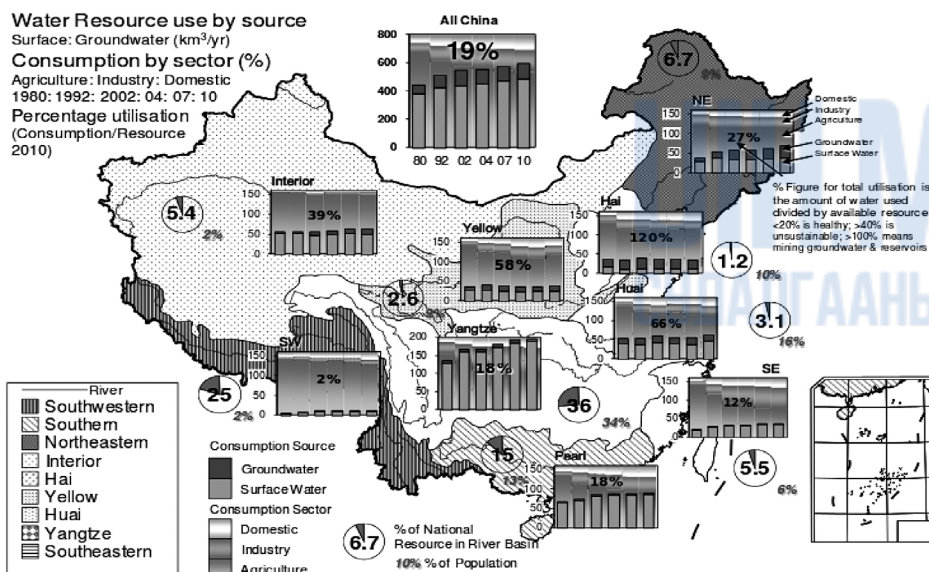 Water Resource use by source
Surface: Groundwater (km³/yr)
Consumption by sector (%)
Agriculture: Industry: Domestic
1980: 1992: 2002: 04: 07: 10
Percentage utilisation
(Consumption/Resource
2010)
All China
800
600
400
200
0
19%
80 92 02 04 07 10
6.7
NE
150
100
50
0
27%
Domestic
Industry
Agriculture
Groundwater
Surface Water
% Figure for total utilisation is
the amount of water used
divided by available resource
<20% is healthy; >40% is
unsustainable; >100% means
mining groundwater & reservoirs
Interior
150
100
50
0
39%
5.4
2%
Yellow
150
100
50
0
58%
2.6
Hai
150
100
50
0
120%
1.2
10%
Huai
150
100
50
0
66%
3.1
16%
Yangtze
200
150
100
50
0
18%
36
34%
SW
150
100
50
0
2%
25
2%
SE
150
100
50
0
12%
5.5
6%
15
13%
Pearl
150
100
50
0
18%
River
Southwestern
Southern
Northeastern
Interior
Hai
Yellow
Huai
Yangtze
Southeastern
Consumption Source
Groundwater
Surface Water
Consumption Sector
Domestic
Industry
Agriculture
6.7
% of National
Resource in River Basin
10% % of Population